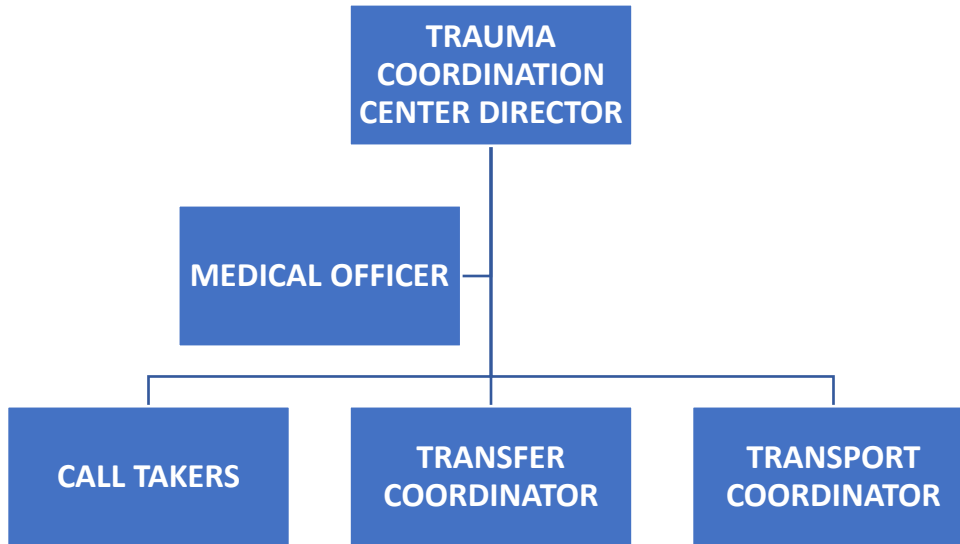 TRAUMA
COORDINATION
CENTER DIRECTOR
MEDICAL OFFICER
CALL TAKERS
TRANSFER
COORDINATOR
TRANSPORT
COORDINATOR